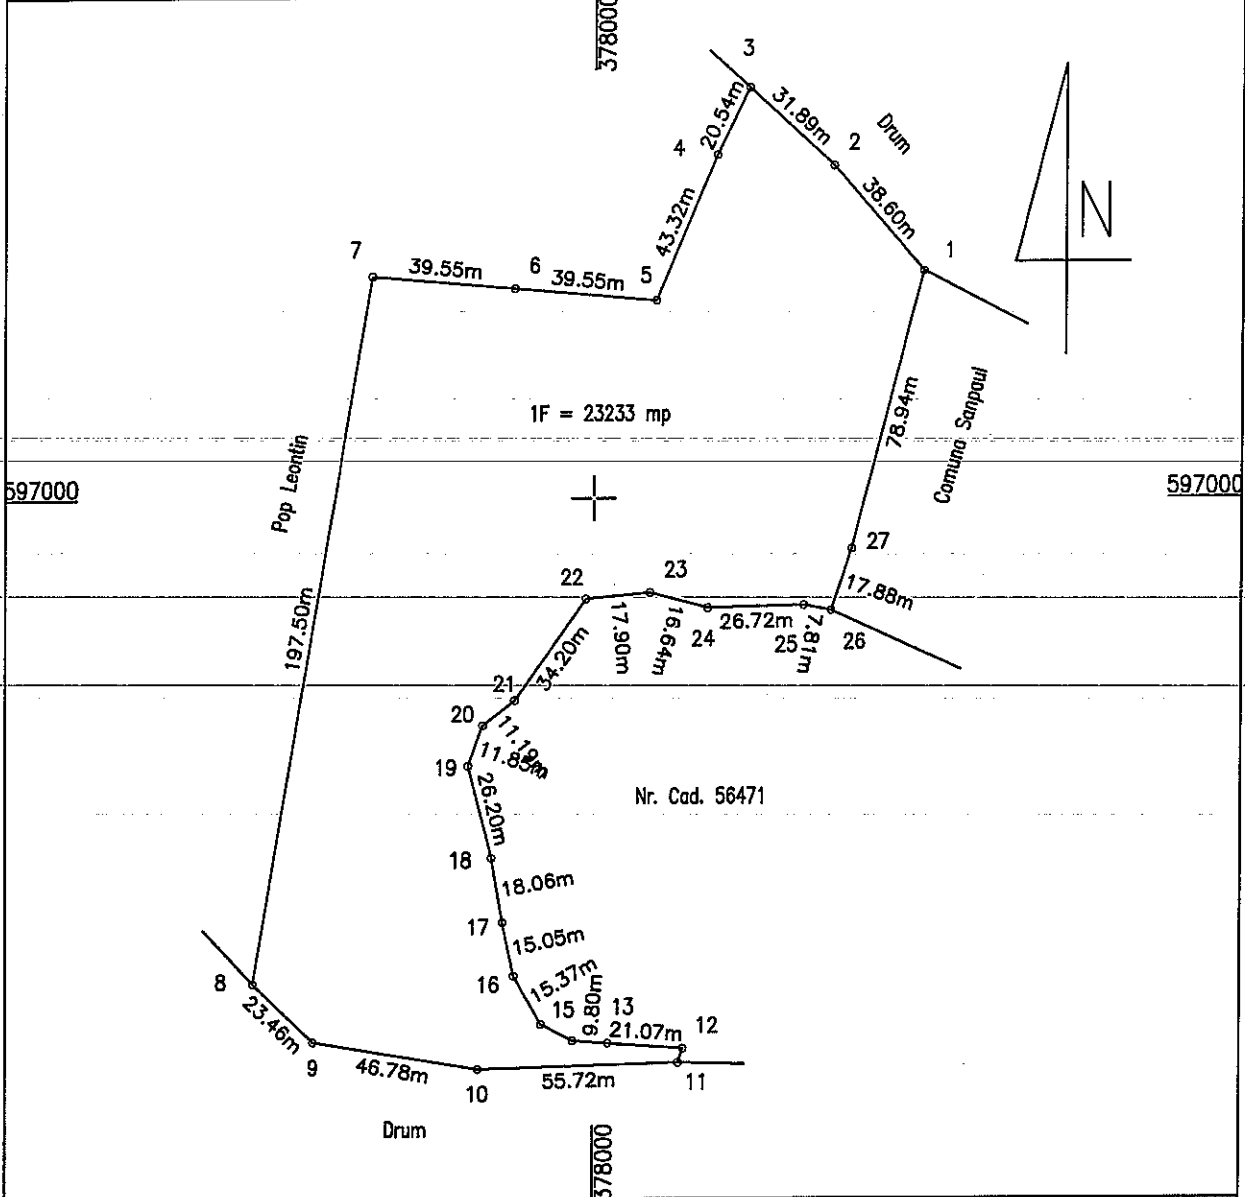 378000
3
31.89m
Drum
20.54m
2
4
38.60m
N
43.32m
1
7
39.55m
6
39.55m
5
1F = 23233 mp
78.94m
Comuna Sanpaul
Pop Leontin
597000
597000
27
22
23
17.88m
197.50m
34.20m
17.90m
16.64m
24
26.72m
25
7.81m
26
21
20
11.19m
19
11.85m
26.20m
Nr. Cad. 56471
18
18.06m
17
15.05m
16
15.37m
8
15
9.80m
13
21.07m
12
23.46m
9
46.78m
10
55.72m
11
Drum
378000